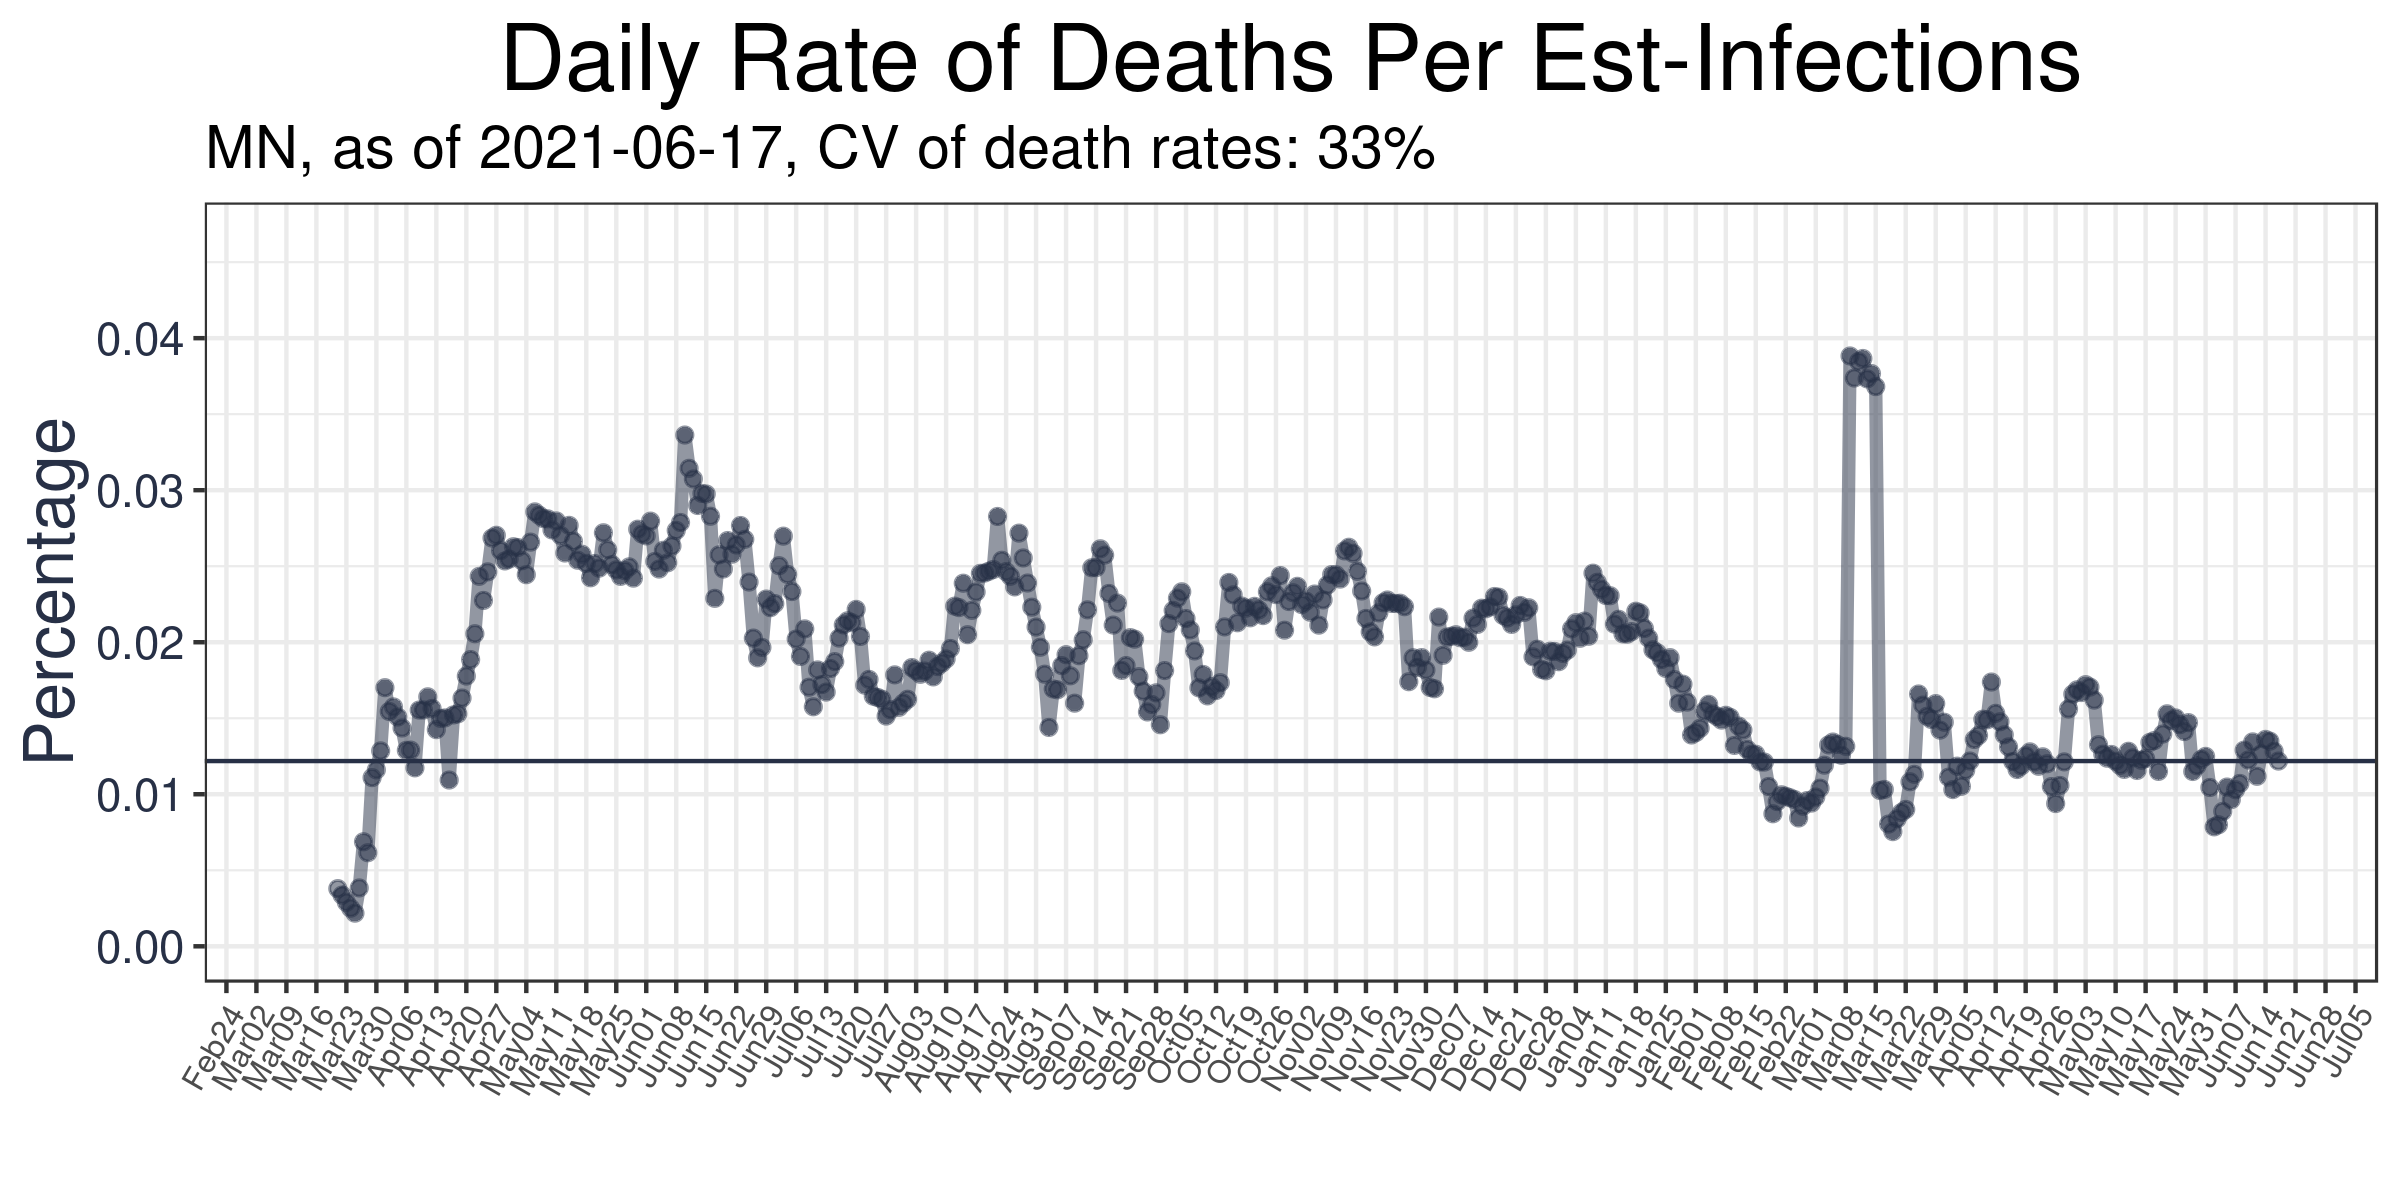 Daily Rate of Deaths Per Est-Infections
MN, as of 2021-06-17, CV of death rates: 33%
Percentage
0.04
0.03
0.02
0.01
0.00
Feb24
Mar02
Mar09
Mar16
Mar23
Mar30
Apr06
Apr13
Apr20
Apr27
May04
May11
May18
May25
Jun01
Jun08
Jun15
Jun22
Jun29
Jul06
Jul13
Jul20
Jul27
Aug03
Aug10
Aug17
Aug24
Aug31
Sep07
Sep14
Sep21
Sep28
Oct05
Oct12
Oct19
Oct26
Nov02
Nov09
Nov16
Nov23
Nov30
Dec07
Dec14
Dec21
Dec28
Jan04
Jan11
Jan18
Jan25
Feb01
Feb08
Feb15
Feb22
Mar01
Mar08
Mar15
Mar22
Mar29
Apr05
Apr12
Apr19
Apr26
May03
May10
May17
May24
May31
Jun07
Jun14
Jun21
Jun28
Jul05